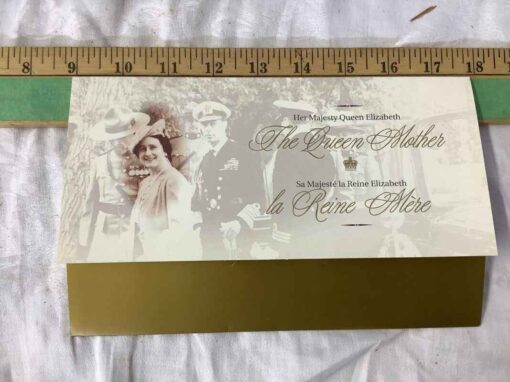 8 9 10 11 12 13 14 15 16 17 18
Her Majesty Queen Elizabeth
The Queen Mother
Sa Majesté la Reine Elizabeth
la Reine Mère